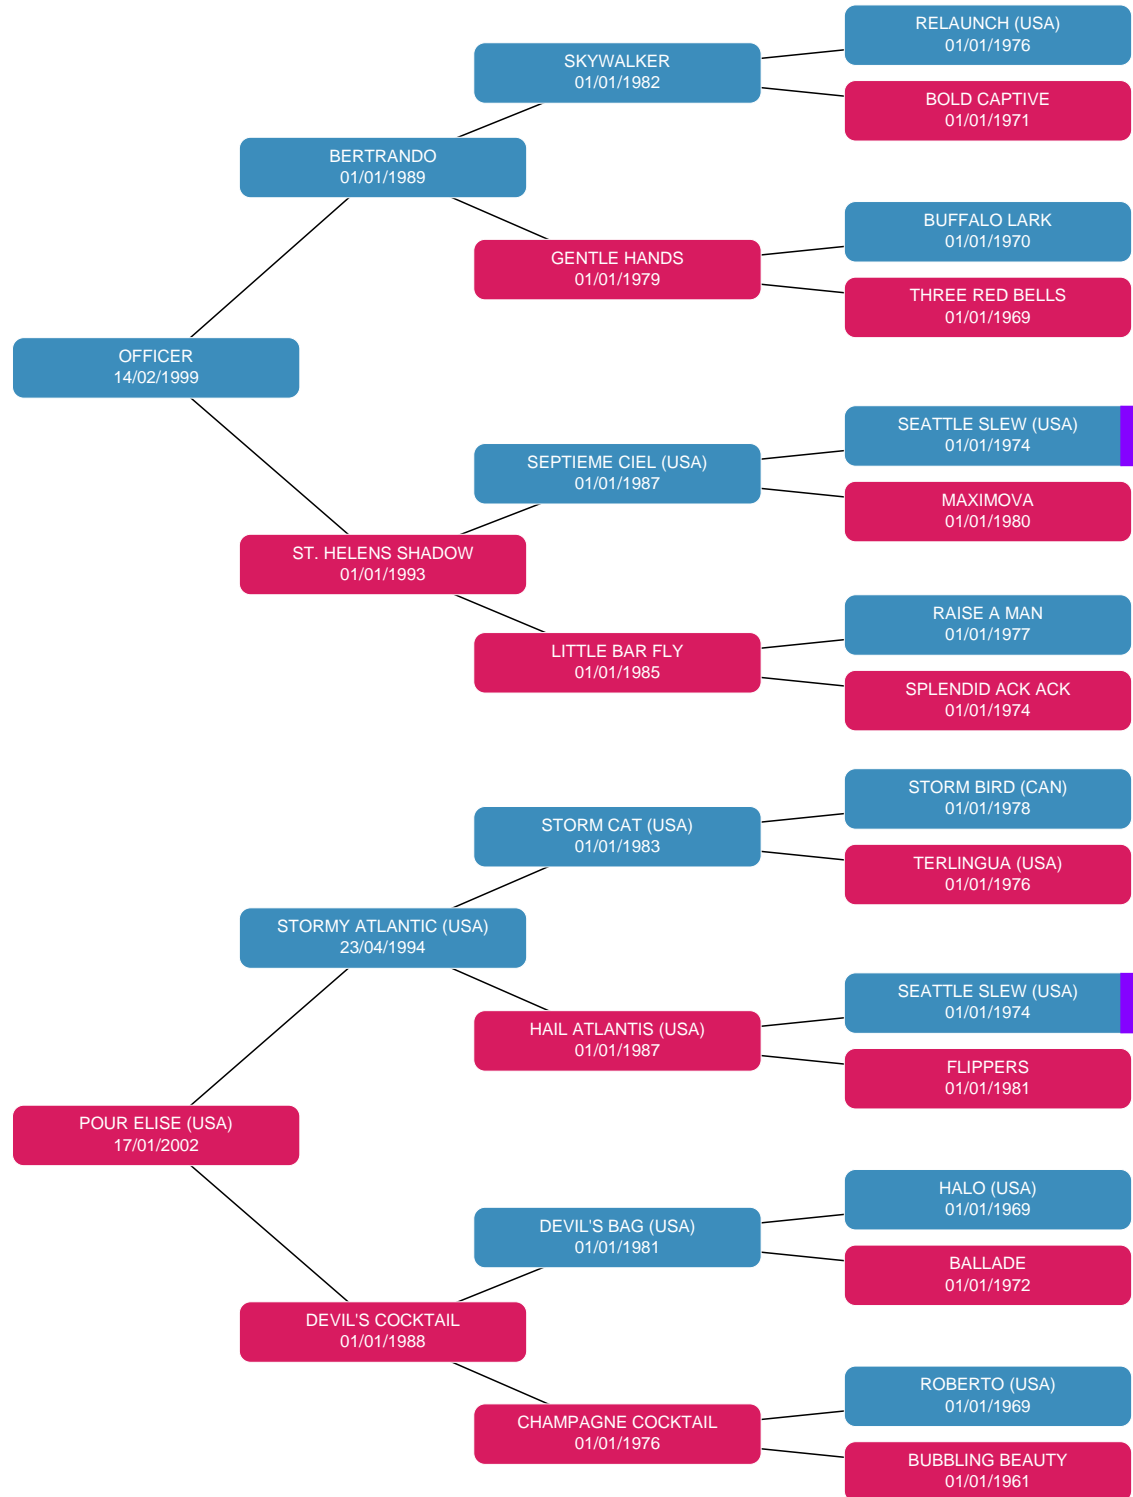 RELAUNCH (USA)
01/01/1976
SKYWALKER
01/01/1982
BOLD CAPTIVE
01/01/1971
BERTRANDO
01/01/1989
BUFFALO LARK
01/01/1970
GENTLE HANDS
01/01/1979
THREE RED BELLS
01/01/1969
OFFICER
14/02/1999
SEATTLE SLEW (USA)
01/01/1974
SEPTIEME CIEL (USA)
01/01/1987
MAXIMOVA
01/01/1980
ST. HELENS SHADOW
01/01/1993
RAISE A MAN
01/01/1977
LITTLE BAR FLY
01/01/1985
SPLENDID ACK ACK
01/01/1974
STORM BIRD (CAN)
01/01/1978
STORM CAT (USA)
01/01/1983
TERLINGUA (USA)
01/01/1976
STORMY ATLANTIC (USA)
23/04/1994
SEATTLE SLEW (USA)
01/01/1974
HAIL ATLANTIS (USA)
01/01/1987
FLIPPERS
01/01/1981
POUR ELISE (USA)
17/01/2002
HALO (USA)
01/01/1969
DEVIL'S BAG (USA)
01/01/1981
BALLADE
01/01/1972
DEVIL'S COCKTAIL
01/01/1988
ROBERTO (USA)
01/01/1969
CHAMPAGNE COCKTAIL
01/01/1976
BUBBLING BEAUTY
01/01/1961